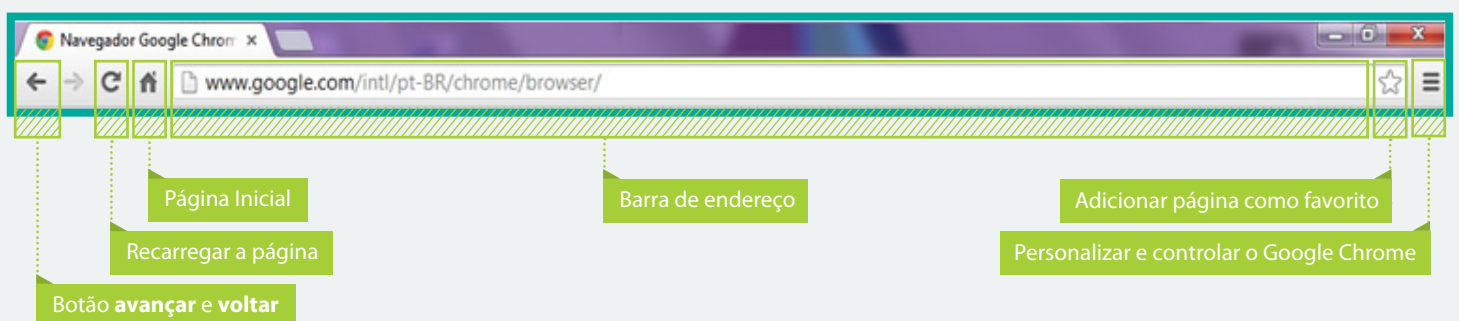 Navegador Google Chrom
www.google.com/intl/pt-BR/chrome/browser/
Página Inicial
Barra de endereço
Adicionar página como favorito
Recarregar a página
Personalizar e controlar o Google Chrome
Botão avançar e voltar